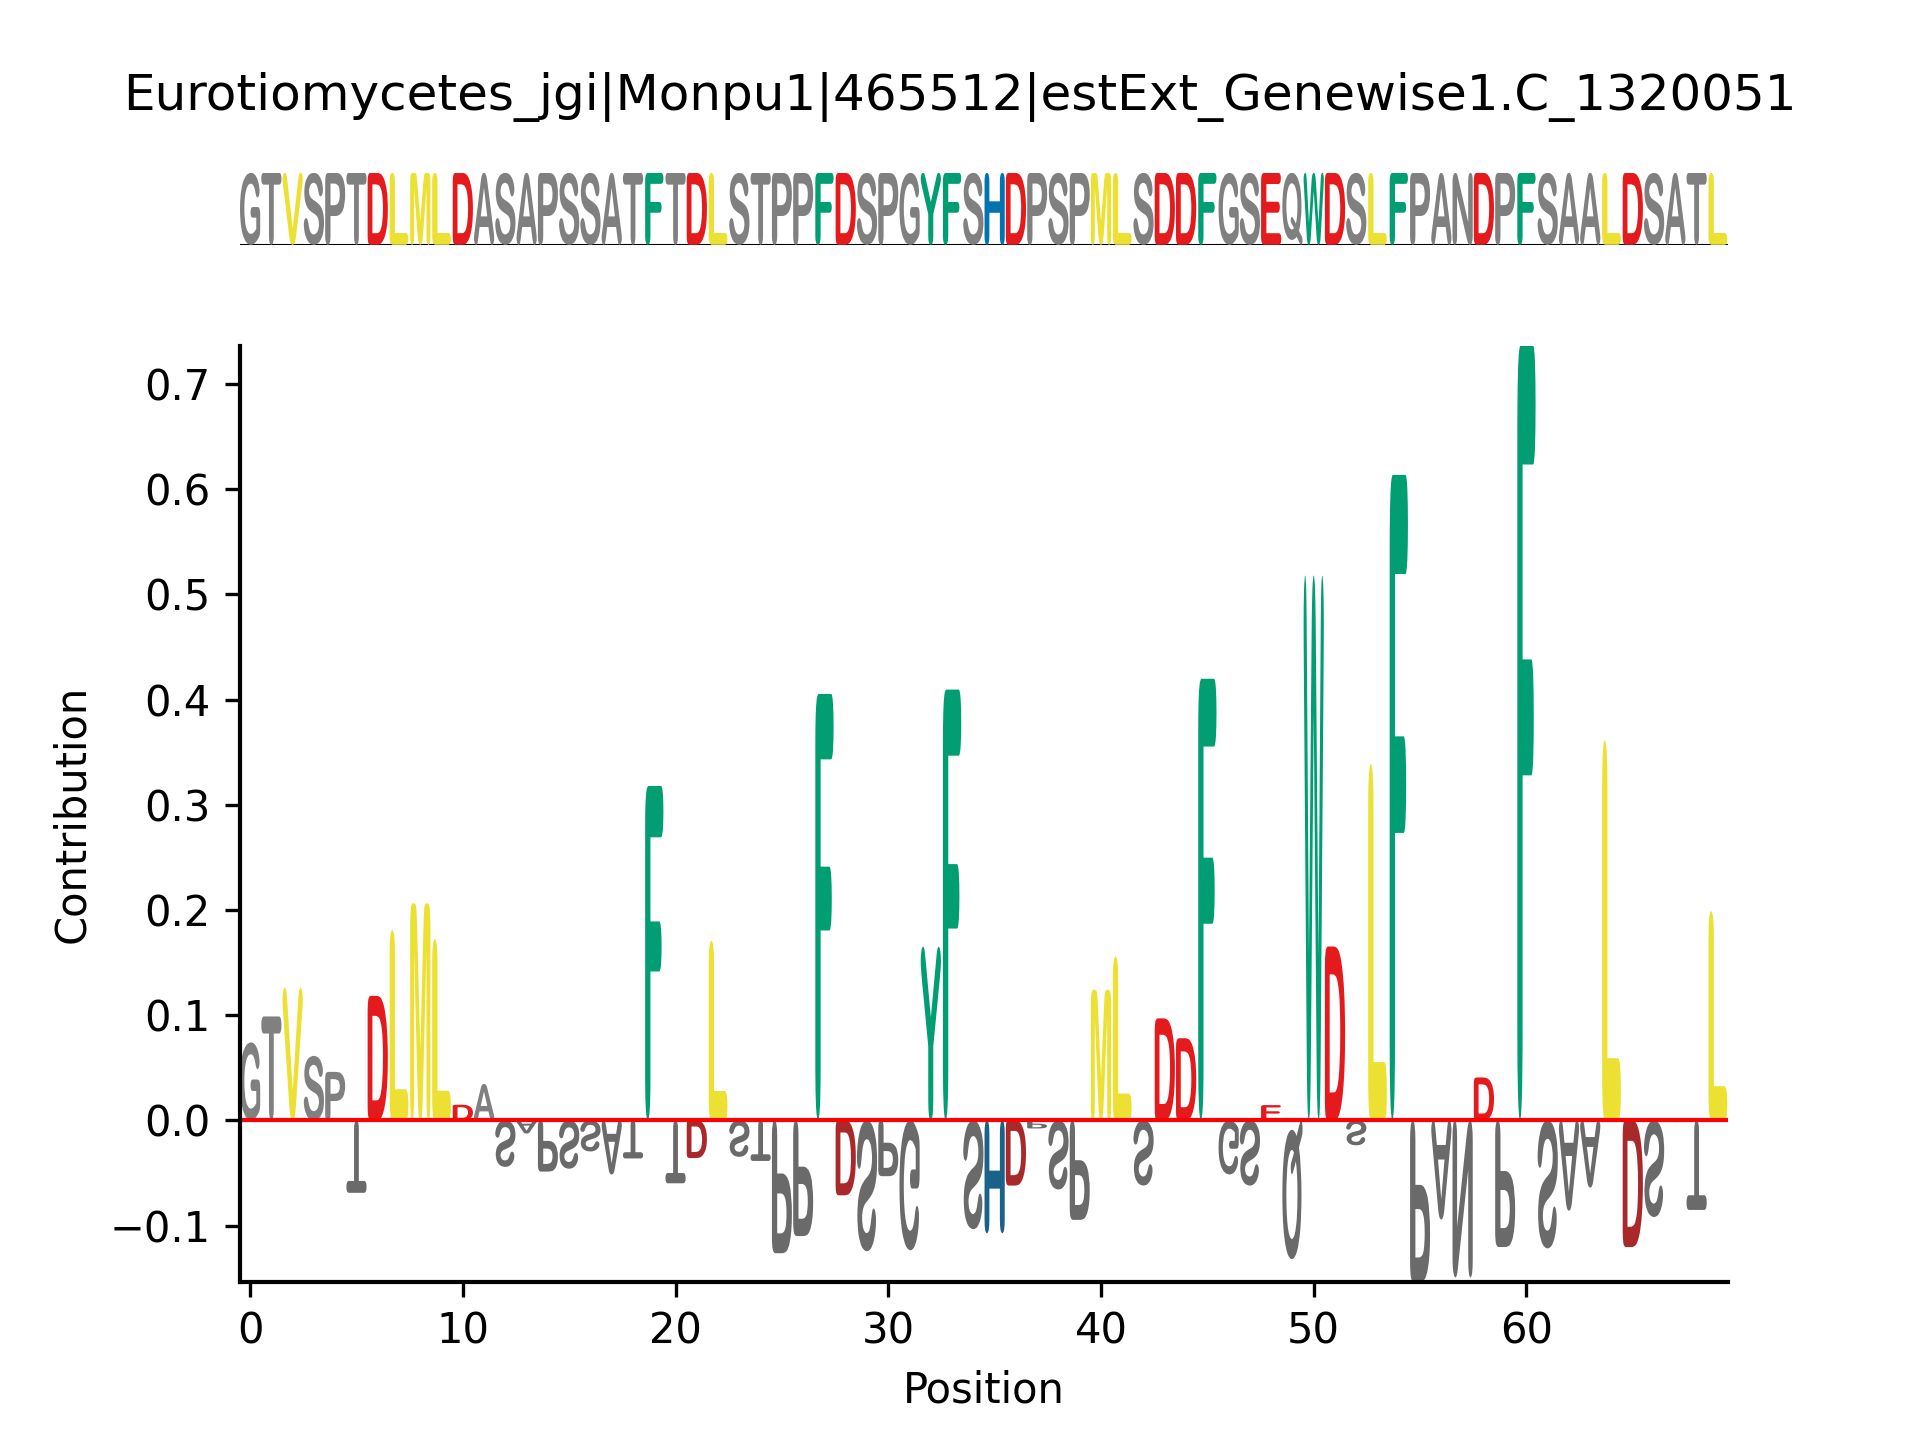 Eurotiomycetes_jgi|Monpu1|465512|estExt_Genewise1.C_1320051
GTVSPTDLMLDASAPSSATFTDLSTPPFDSPGYFSHDPSPMLSDDFGSEQWDSLFPANDPFSAALDSATL
0.7
0.6
0.5
0.4
0.3
0.2
0.1
0.0
−0.1
Contribution
GTVSPTDLMLDASAPSSATFTDLSTPPFDSPGYFSHDPSPMLSDDFGSEQWDSLFPANDPFSAALDSTL
0 10 20 30 40 50 60
Position